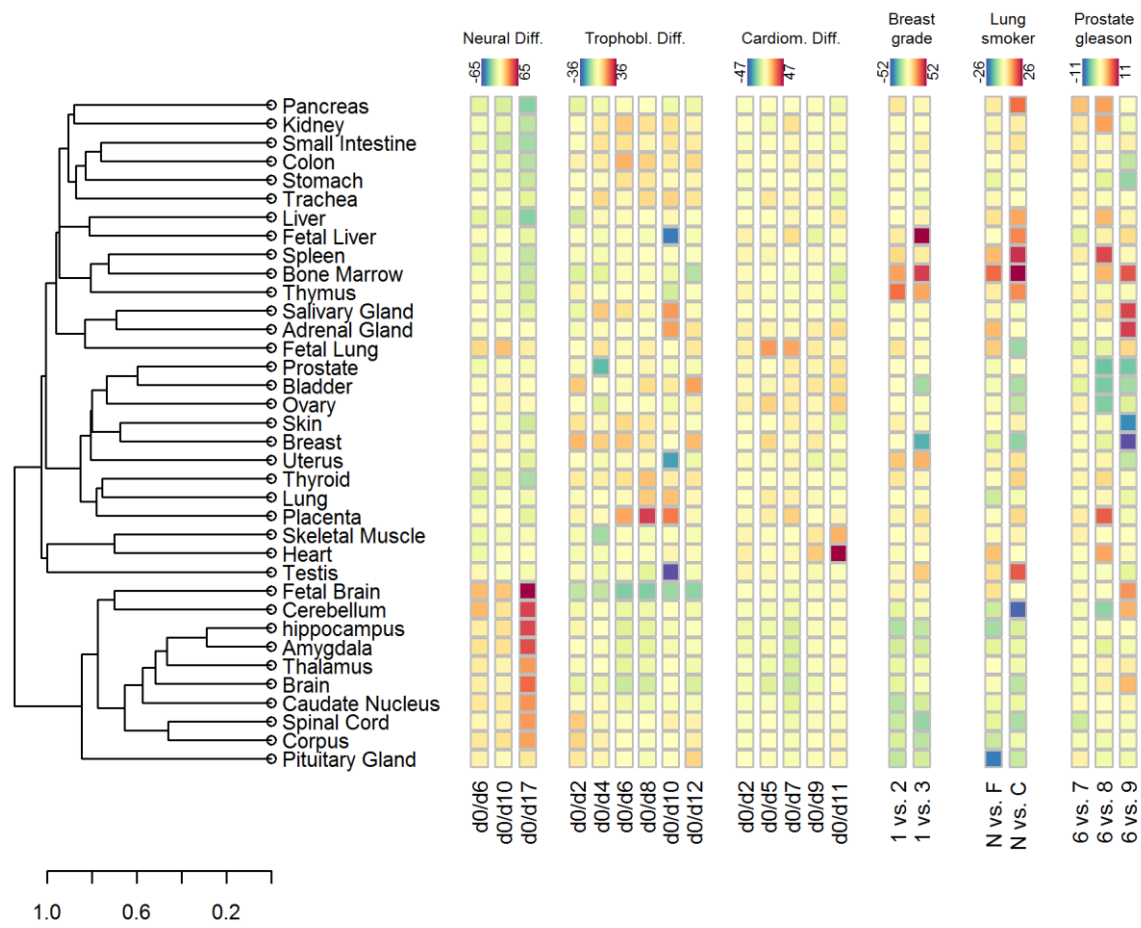 Neural Diff.
Trophobl. Diff.
Cardiom. Diff.
Breast
grade
Lung
smoker
Prostate
gleason
-65
65
-36
36
-47
47
-52
52
-26
26
-11
11
Pancreas
Kidney
Small Intestine
Colon
Stomach
Trachea
Liver
Fetal Liver
Spleen
Bone Marrow
Thymus
Salivary Gland
Adrenal Gland
Fetal Lung
Prostate
Bladder
Ovary
Skin
Breast
Uterus
Thyroid
Lung
Placenta
Skeletal Muscle
Heart
Testis
Fetal Brain
Cerebellum
hippocampus
Amygdala
Thalamus
Brain
Caudate Nucleus
Spinal Cord
Corpus
Pituitary Gland
d0/d6
d0/d10
d0/d17
d0/d2
d0/d4
d0/d6
d0/d8
d0/d10
d0/d12
d0/d2
d0/d5
d0/d7
d0/d9
d0/d11
1 vs. 2
1 vs. 3
N vs. F
N vs. C
6 vs. 7
6 vs. 8
6 vs. 9
1.0 0.6 0.2